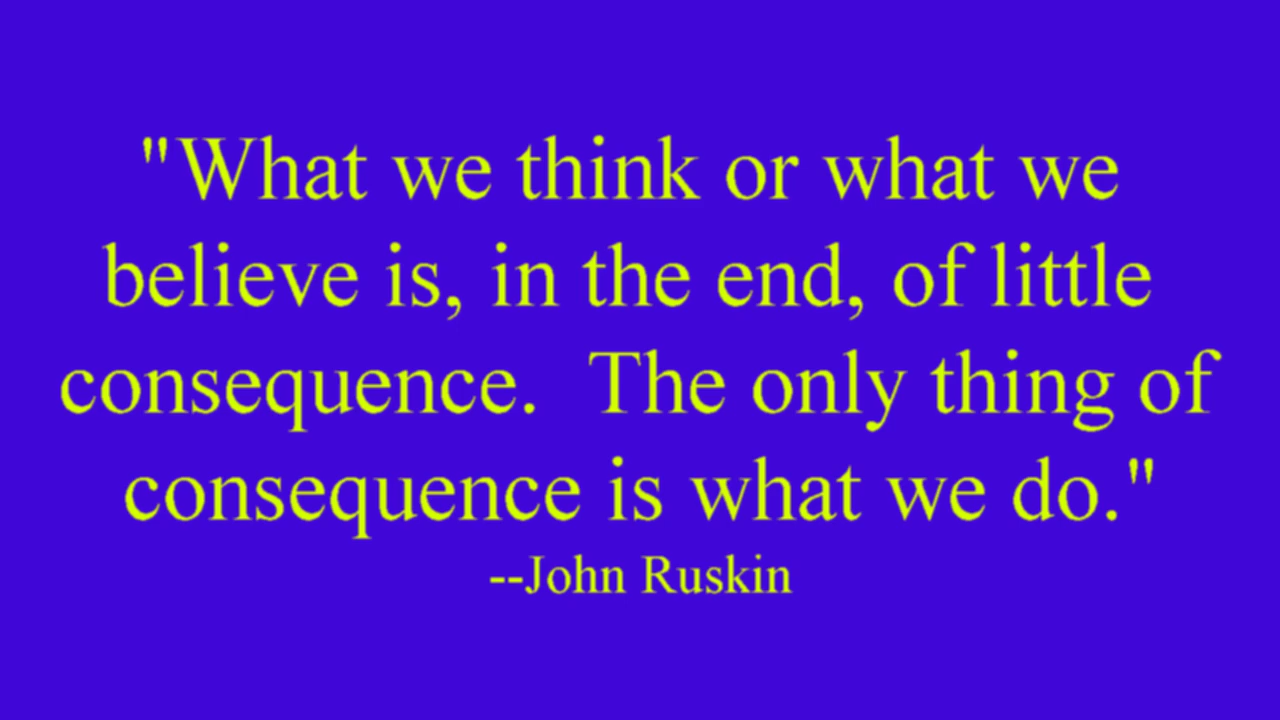 "What we think or what we
believe is, in the end, of little
consequence.  The only thing of
consequence is what we do."
--John Ruskin